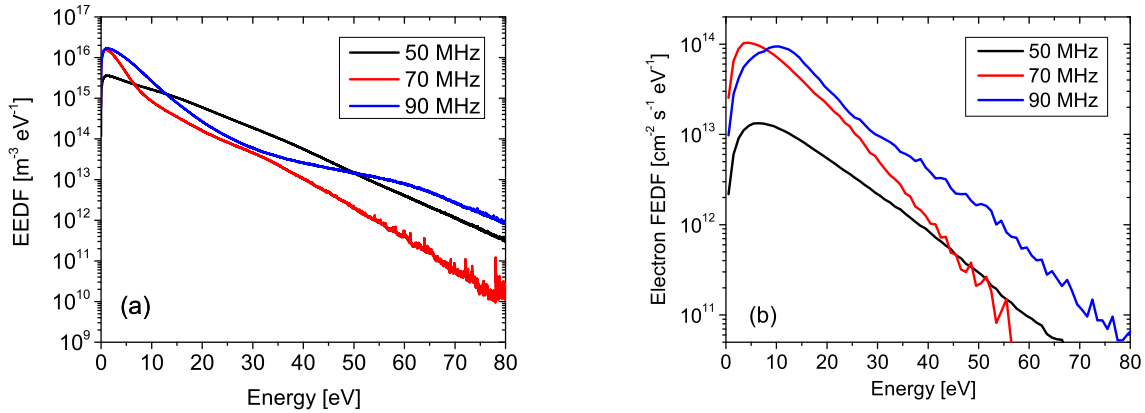 10^17
10^16
10^15
10^14
10^13
10^12
10^11
10^10
10^9
EEDF [m^-3 eV^-1]
50 MHz
70 MHz
90 MHz
(a)
0 10 20 30 40 50 60 70 80
Energy [eV]
10^14
10^13
10^12
10^11
Electron FEDF [cm^-2 s^-1 eV^-1]
50 MHz
70 MHz
90 MHz
(b)
0 10 20 30 40 50 60 70 80
Energy [eV]